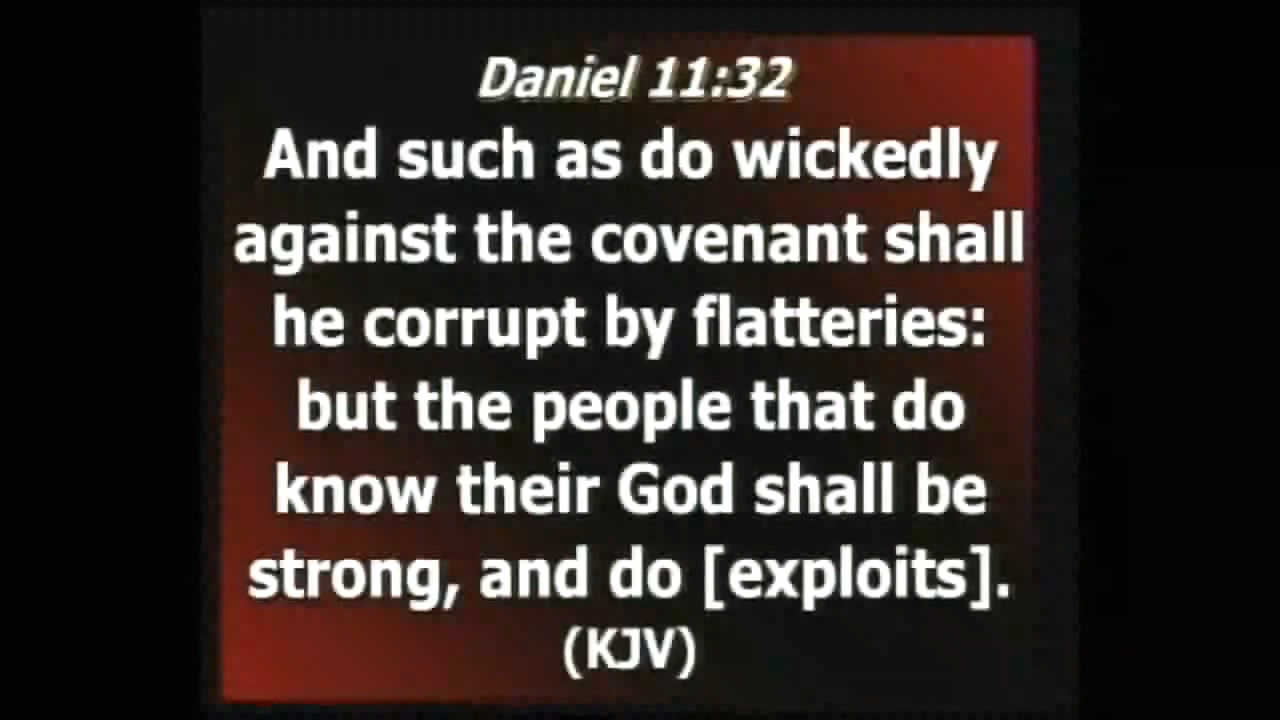 Daniel 11:32
And such as do wickedly
against the covenant shall
he corrupt by flatteries:
but the people that do
know their God shall be
strong, and do [exploits].
(KJV)